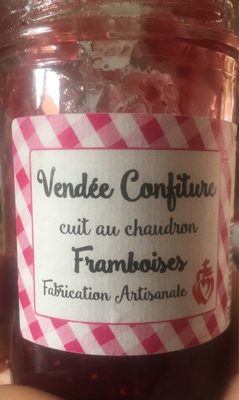 Vendée Confiture
cuit au chaudron
Framboises
Fabrication Artisanale